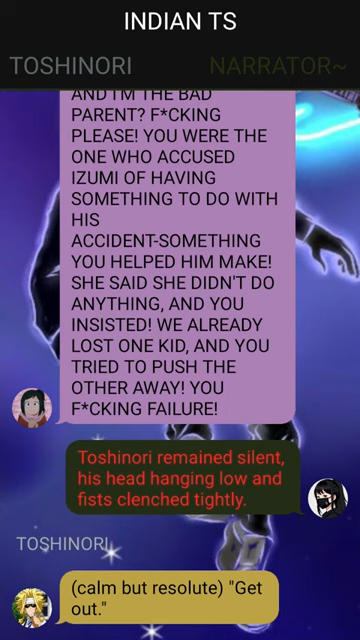 INDIAN TS
TOSHINORI
NARRATOR~
AND I'M THE BAD
PARENT? F*CKING
PLEASE! YOU WERE THE
ONE WHO ACCUSED
IZUMI OF HAVING
SOMETHING TO DO WITH
HIS
ACCIDENT-SOMETHING
YOU HELPED HIM MAKE!
SHE SAID SHE DIDN'T DO
ANYTHING, AND YOU
INSISTED! WE ALREADY
LOST ONE KID, AND YOU
TRIED TO PUSH THE
OTHER AWAY! YOU
F*CKING FAILURE!
Toshinori remained silent,
his head hanging low and
fists clenched tightly.
TOSHINORI
(calm but resolute) "Get
out."